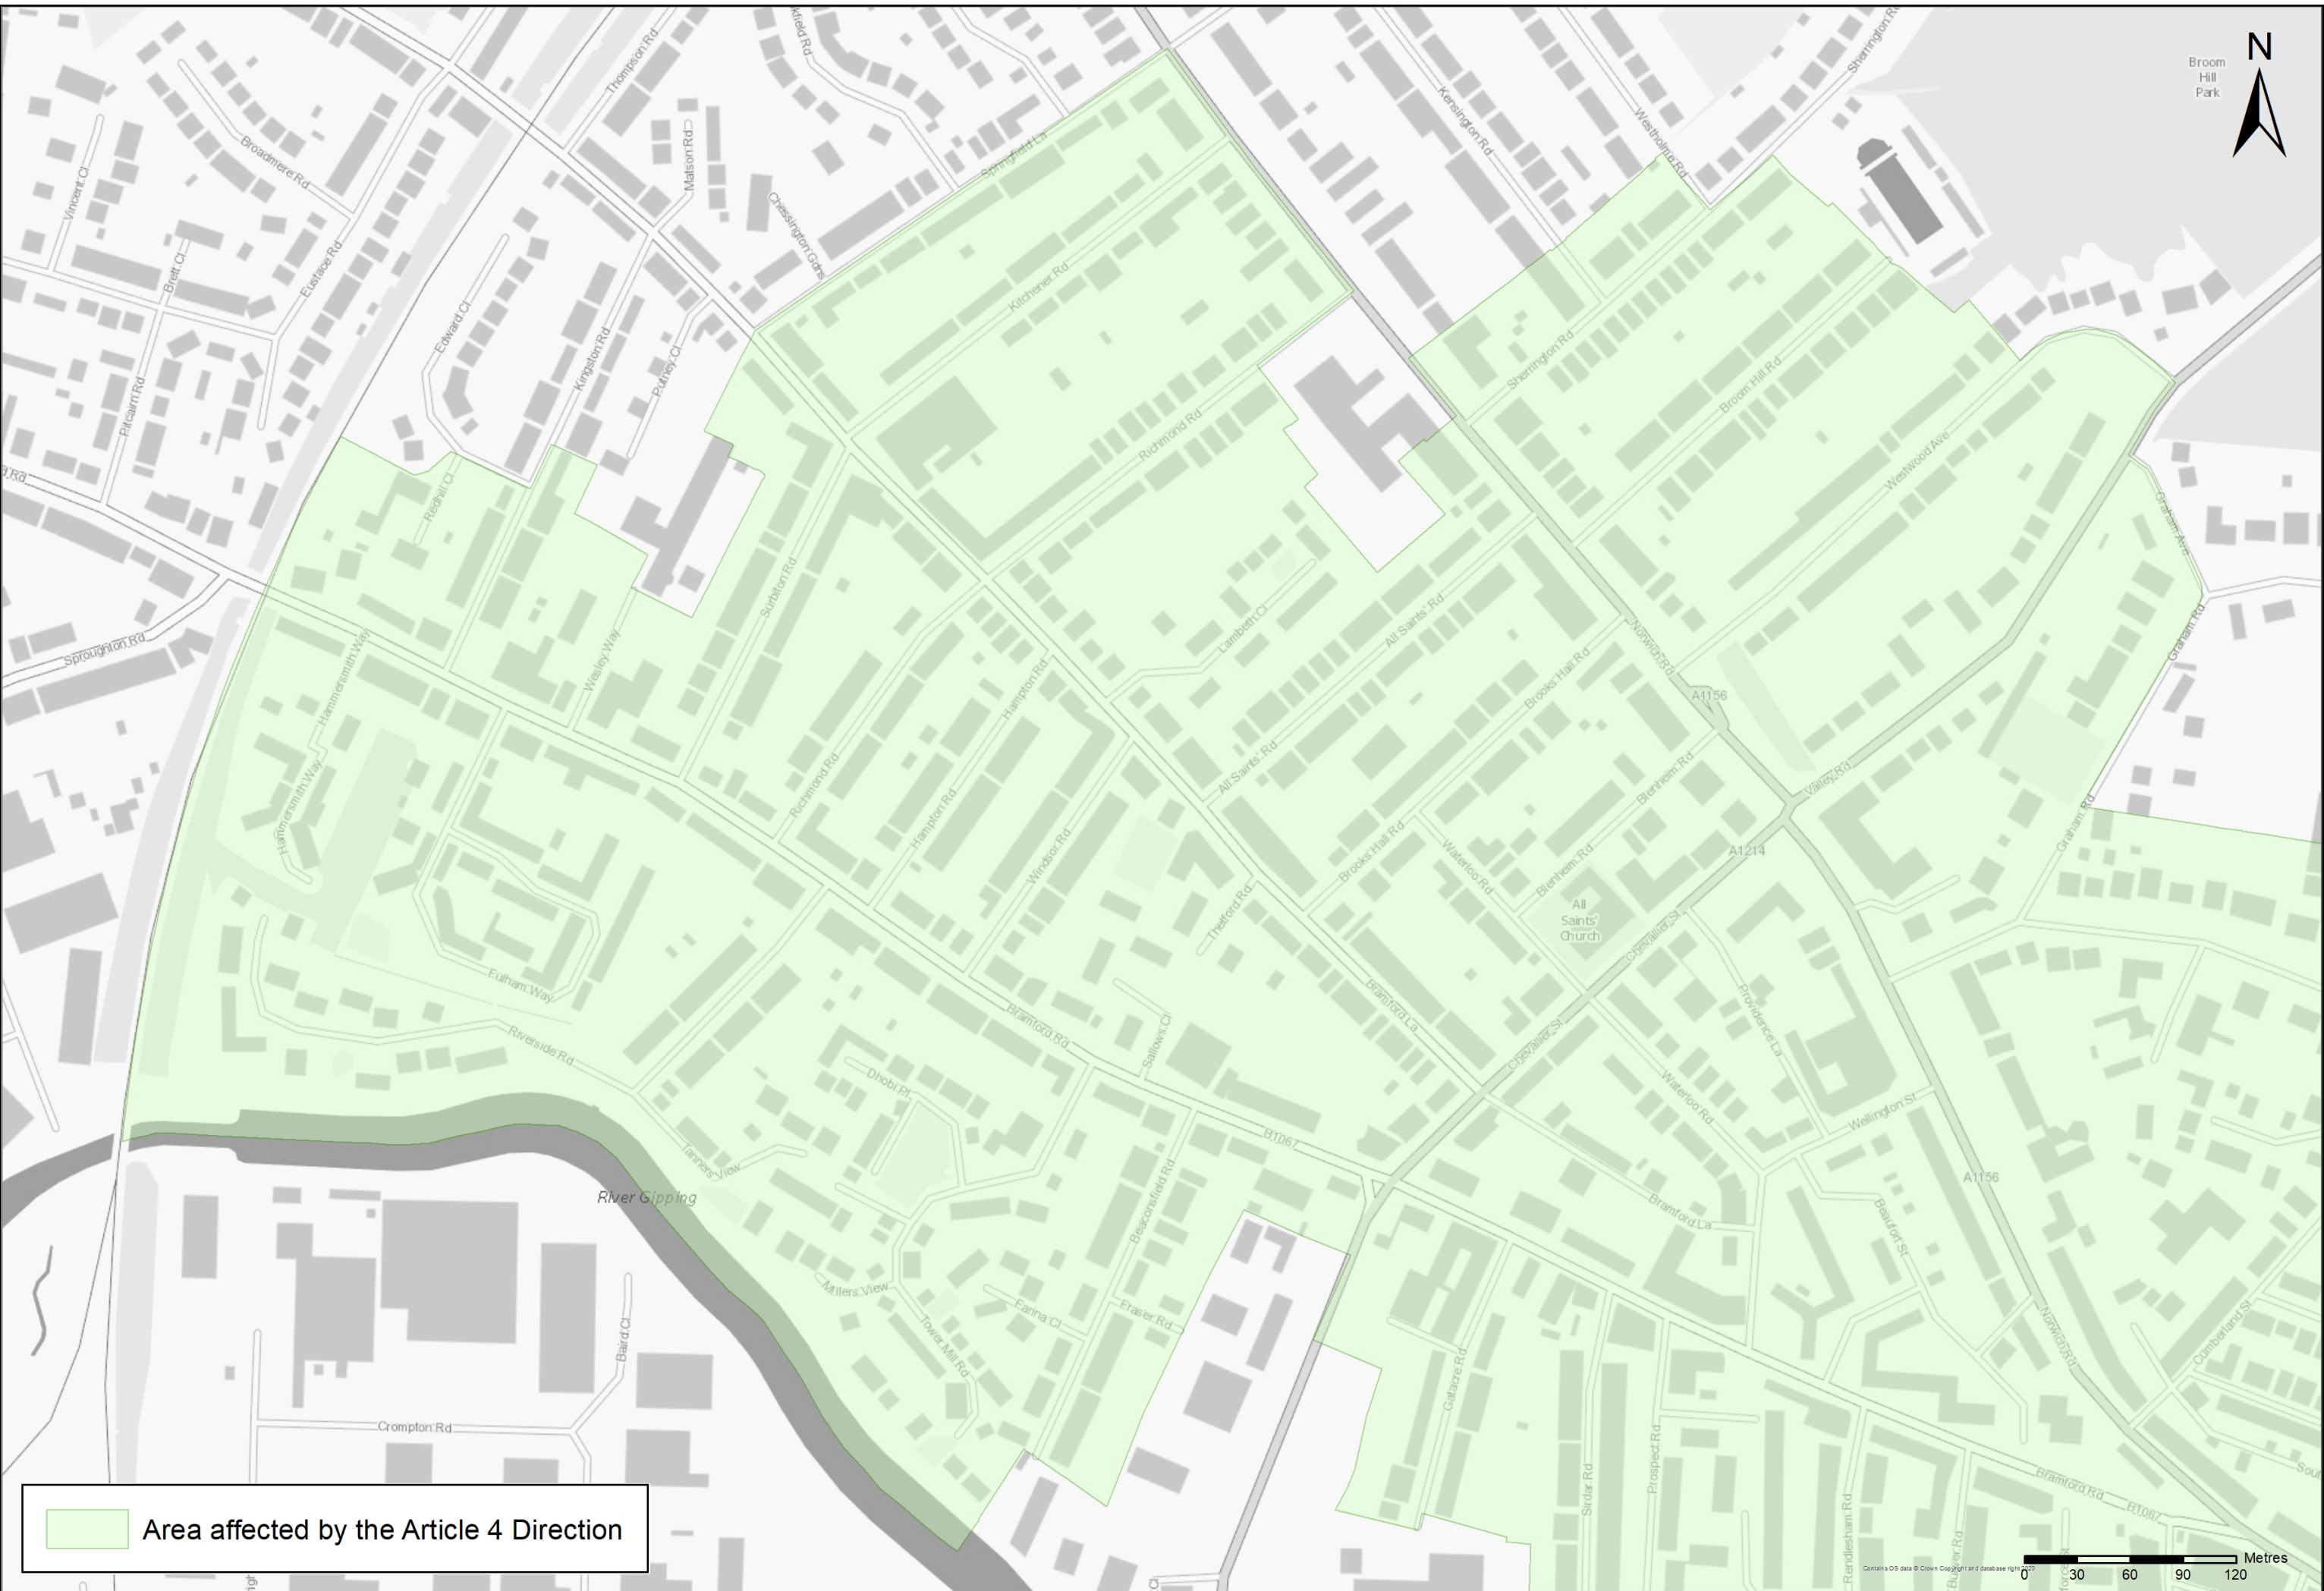 Thompson Rd
kfield Rd
Sherrington Rd
Broom
Hill
Park
N
Kensington Rd
Westholme Rd
Broadmere Rd
Matson Rd
Springfield La
Vincent Cl
Chessington Gdns
Brett Cl
Eustace Rd
Kitchener Rd
Edward Cl
Kingston Rd
Putney Cl
Sherrington Rd
Broom Hill Rd
Pitcairn Rd
Richmond Rd
Westwood Ave
d Rd
Redhill Cl
Graham Ave
Surbiton Rd
All Saints' Rd
Lambeth Cl
Norwich Rd
Graham Rd
Sproughton Rd
Hammersmith Way
Wesley Way
Hampton Rd
Brooks Hall Rd
A1156
Richmond Rd
All Saints' Rd
Blenheim Rd
Valley Rd
Hammersmith Way
Hampton Rd
Windsor Rd
Brooks Hall Rd
Waterloo Rd
Blenheim Rd
A1214
Graham Rd
Thetford Rd
All
Saints'
Church
Chevallier St
Fulham Way
Bramford La
Providence La
Riverside Rd
Bramford Rd
Sallows Cl
Chevallier St
Dhobi Pl
Waterloo Rd
Wellington St
Tanners View
B1067
River Gipping
Beaconsfield Rd
A1156
Bramford La
Beaufort St
Millers View
Farina Cl
Fraser Rd
Tower Mill Rd
Baird Cl
Norwich Rd
Cumberland St
Gatacre Rd
Crompton Rd
Prospect Rd
Sirdar Rd
Bramford Rd
B1067
Sou
Rendlesham Rd
Area affected by the Article 4 Direction
Metres
0 30 60 90 120
Cl